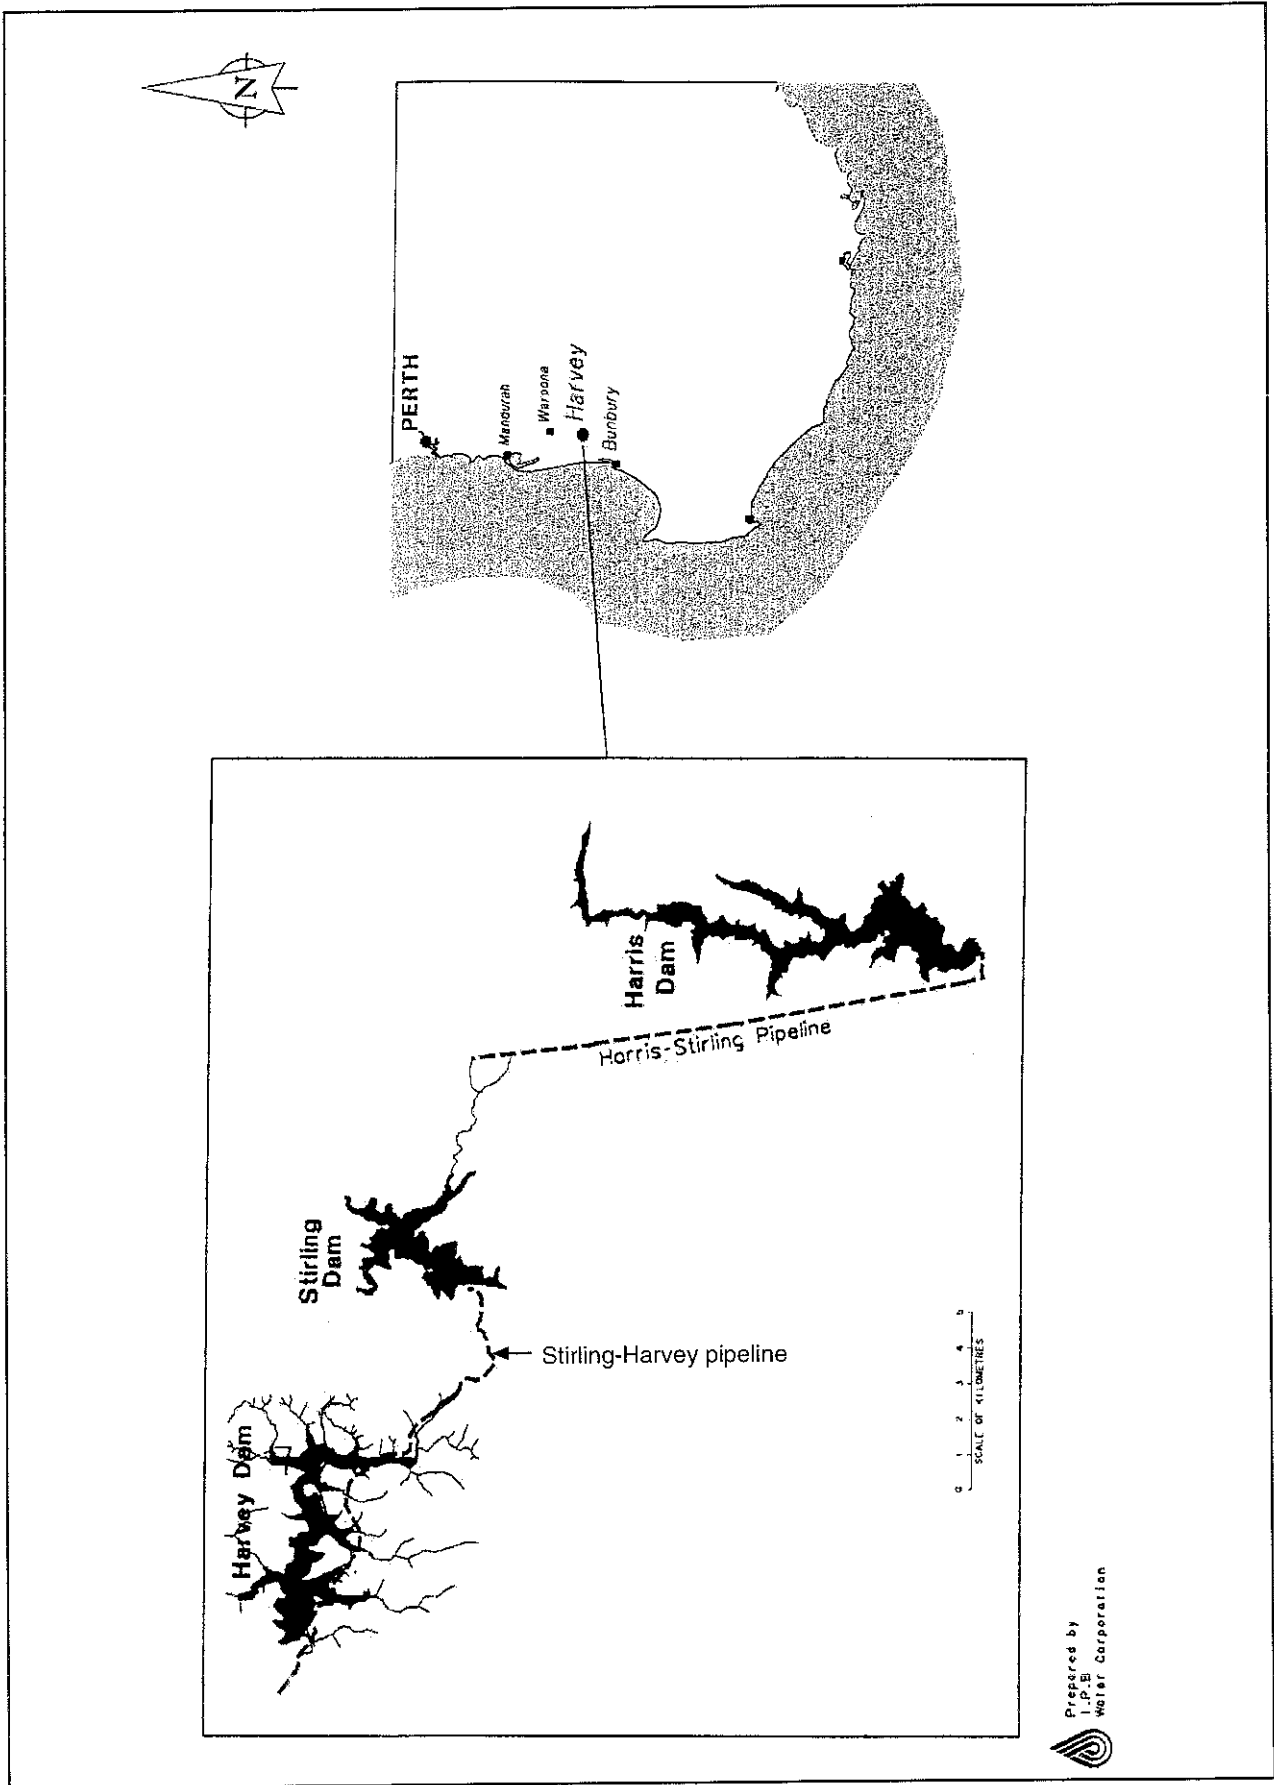 N
PERTH
Mandurah
Waroona
Harvey
Bunbury
Harvey Dam
Stirling
Dam
Harris
Dam
Harris-Stirling Pipeline
Stirling-Harvey pipeline
0 1 2 3 4 5
SCALE OF KILOMETRES
Prepared by
I.P.B
Water Corporation